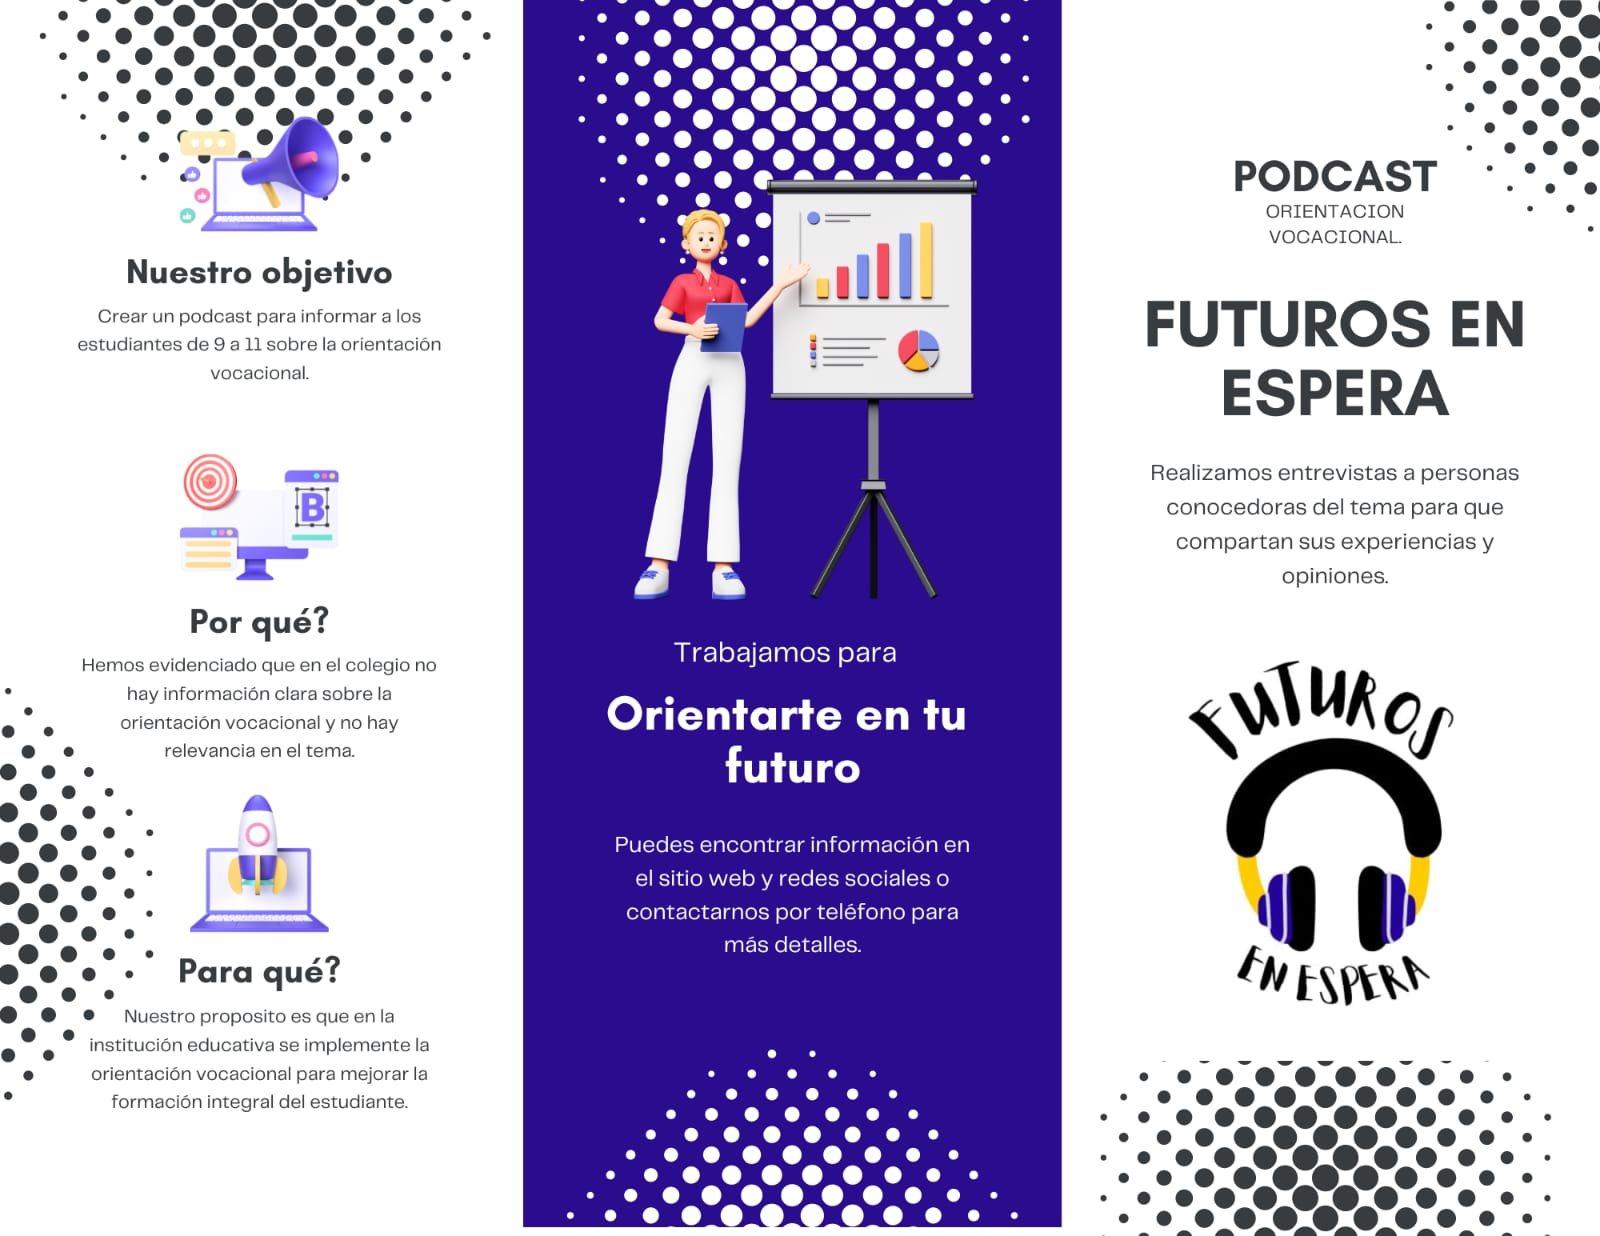 Nuestro objetivo
Crear un podcast para informar a los
estudiantes de 9 a 11 sobre la orientación
vocacional.
B
Por qué?
Hemos evidenciado que en el colegio no
hay información clara sobre la
orientación vocacional y no hay
relevancia en el tema.
Para qué?
Nuestro proposito es que en la
institución educativa se implemente la
orientación vocacional para mejorar la
formación integral del estudiante.
Trabajamos para
Orientarte en tu
futuro
Puedes encontrar información en
el sitio web y redes sociales o
contactarnos por teléfono para
más detalles.
PODCAST
ORIENTACION
VOCACIONAL.
FUTUROS EN
ESPERA
Realizamos entrevistas a personas
conocedoras del tema para que
compartan sus experiencias y
opiniones.
FUTUROS
EN ESPERA